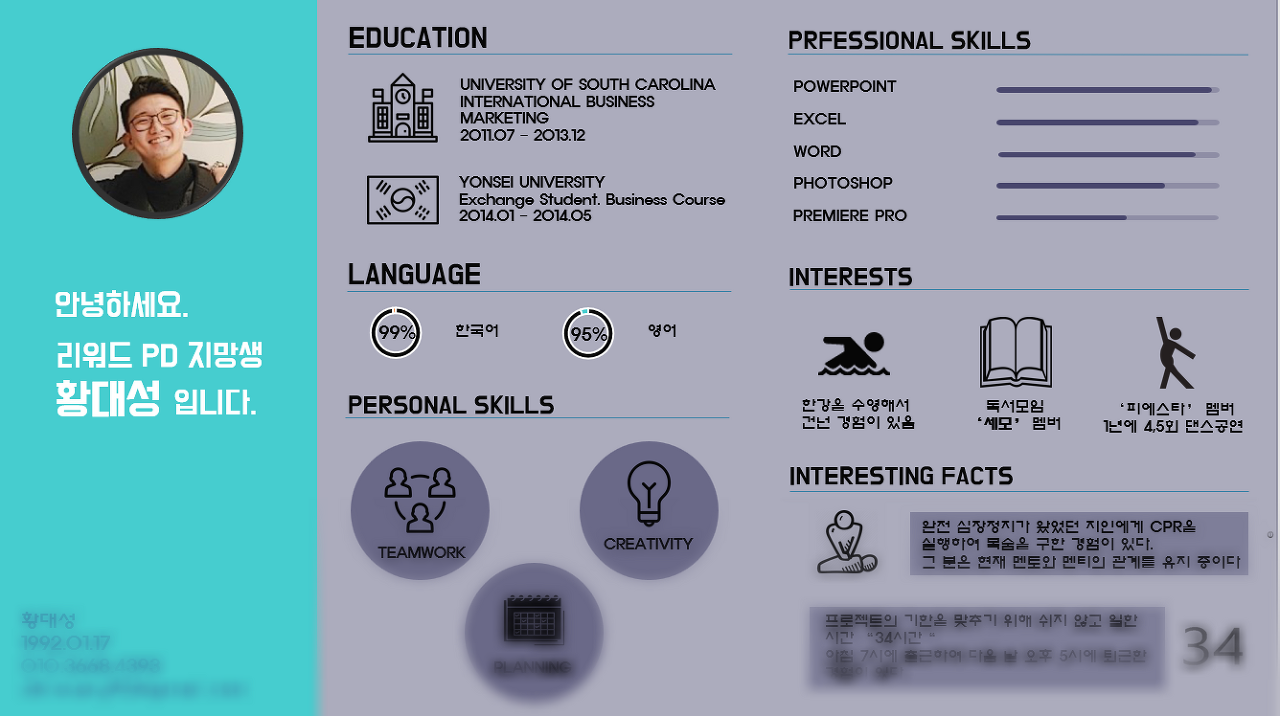 안녕하세요.
리워드 PD 지망생
황대성 입니다.
황대성
1992.01.17
EDUCATION
UNIVERSITY OF SOUTH CAROLINA
INTERNATIONAL BUSINESS
MARKETING
2011.07 - 2013.12
YONSEI UNIVERSITY
Exchange Student. Business Course
2014.01 - 2014.05
LANGUAGE
99% 한국어 95% 영어
PERSONAL SKILLS
TEAMWORK
CREATIVITY
PLANNING
PRFESSIONAL SKILLS
POWERPOINT
EXCEL
WORD
PHOTOSHOP
PREMIERE PRO
INTERESTS
한강을 수영해서
건넌 경험이 있음
독서모임
‘세모’ 멤버
‘피에스타’ 멤버
1년에 4,5회 댄스공연
INTERESTING FACTS
완전 심장정지가 왔었던 지인에게 CPR을
실행하여 목숨을 구한 경험이 있다.
그 분은 현재 멘토와 멘티의 관계를 유지 중이다
프로젝트의 기한을 맞추기 위해 쉬지 않고 일한
시간 “34시간 “
아침 7시에 출근하여 다음 날 오후 5시에 퇴근한
34